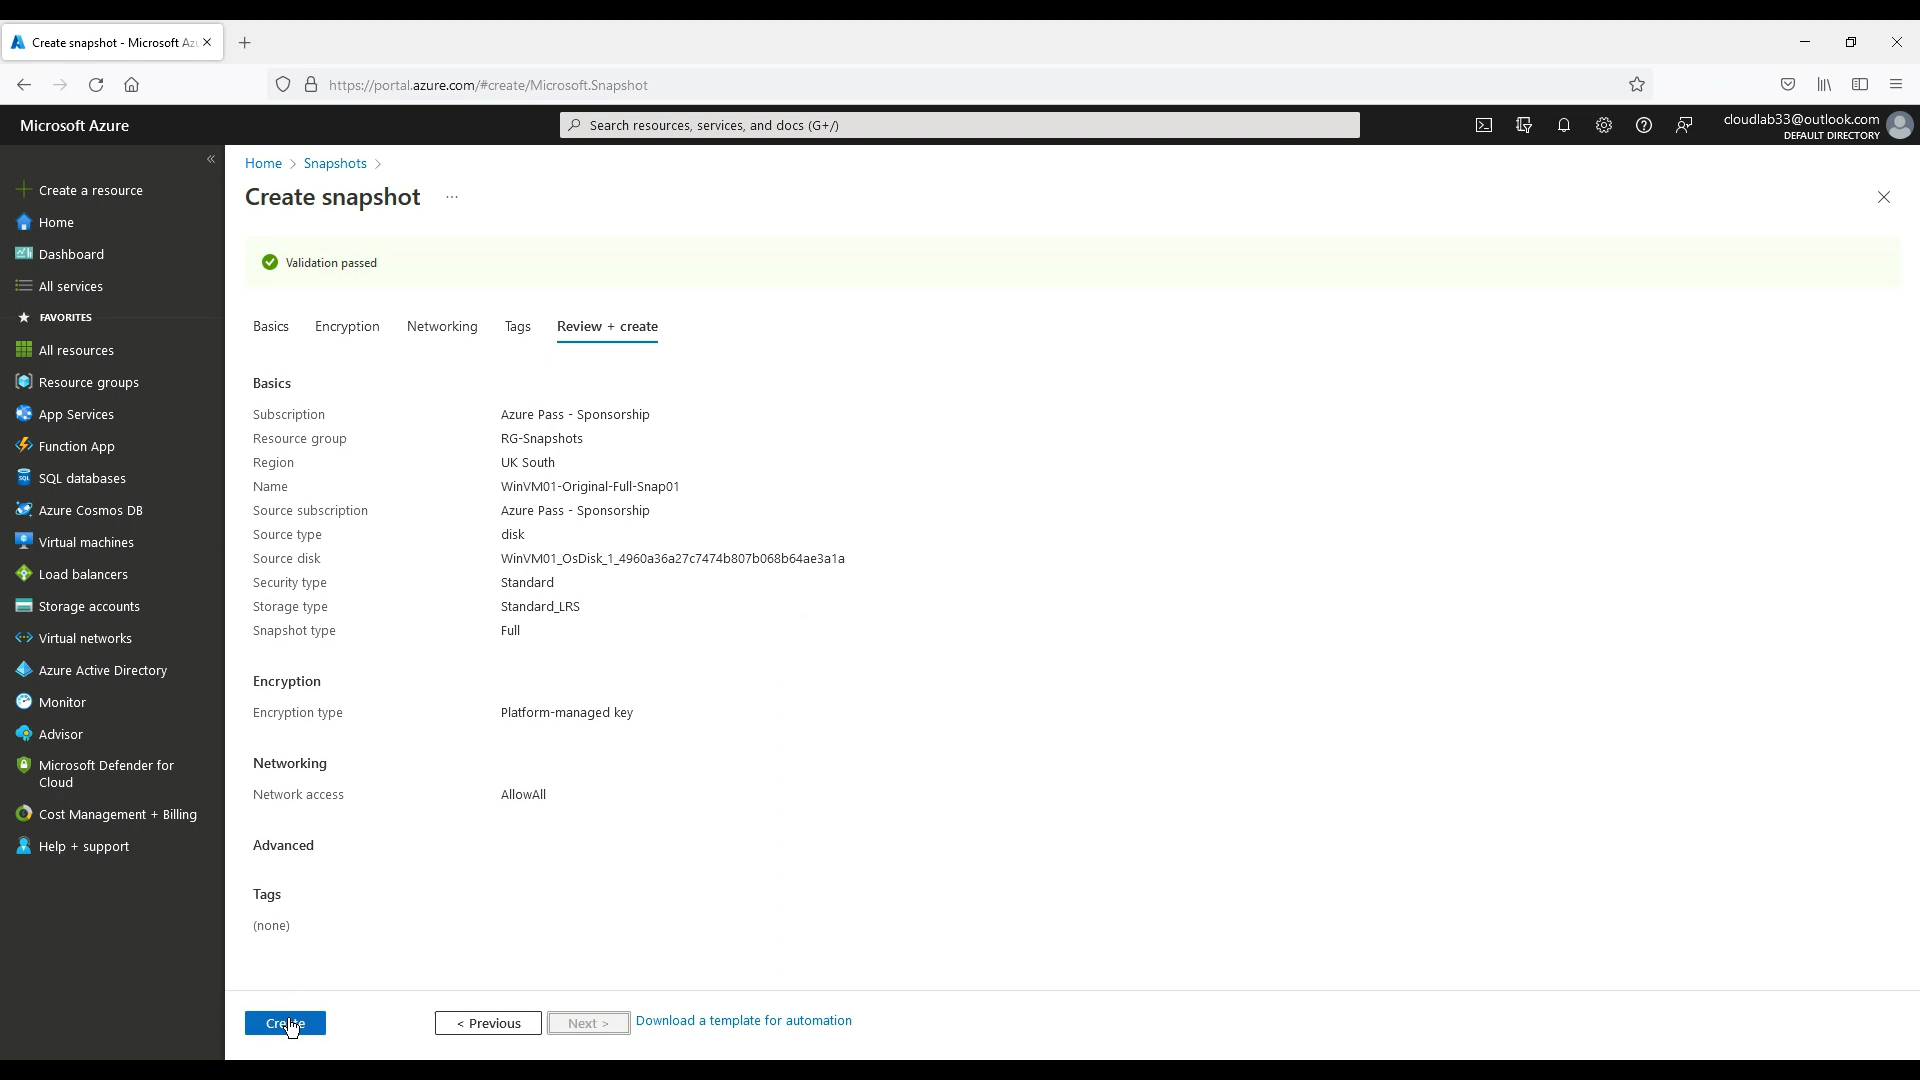 Create snapshot - Microsoft Az
https://portal.azure.com/#create/Microsoft.Snapshot
Microsoft Azure
Search resources, services, and docs (G+/)
cloudlab33@outlook.com
DEFAULT DIRECTORY
Create a resource
Home
Dashboard
All services
FAVORITES
All resources
Resource groups
App Services
Function App
SQL databases
Azure Cosmos DB
Virtual machines
Load balancers
Storage accounts
Virtual networks
Azure Active Directory
Monitor
Advisor
Microsoft Defender for
Cloud
Cost Management + Billing
Help + support
Home > Snapshots >
Create snapshot ...
Validation passed
Basics Encryption Networking Tags Review + create
Basics
Subscription Azure Pass - Sponsorship
Resource group RG-Snapshots
Region UK South
Name WinVM01-Original-Full-Snap01
Source subscription Azure Pass - Sponsorship
Source type disk
Source disk WinVM01_OsDisk_1_4960a36a27c7474b807b068b64ae3a1a
Security type Standard
Storage type Standard_LRS
Snapshot type Full
Encryption
Encryption type Platform-managed key
Networking
Network access AllowAll
Advanced
Tags
(none)
Create < Previous Next > Download a template for automation